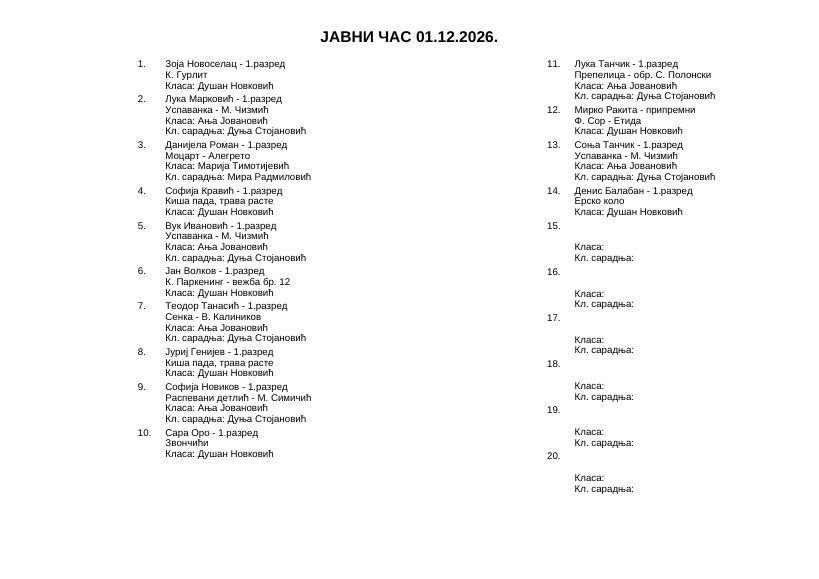 ЈАВНИ ЧАС 01.12.2026.
1. Зоја Новоселац - 1.разред
К. Гурлит
Класа: Душан Новковић
2. Лука Марковић - 1.разред
Успаванка - М. Чизмић
Класа: Ања Јовановић
Кл. сарадња: Дуња Стојановић
3. Данијела Роман - 1.разред
Моцарт - Алегрето
Класа: Марија Тимотијевић
Кл. сарадња: Мира Радмиловић
4. Софија Кравић - 1.разред
Киша пада, трава расте
Класа: Душан Новковић
5. Вук Ивановић - 1.разред
Успаванка - М. Чизмић
Класа: Ања Јовановић
Кл. сарадња: Дуња Стојановић
6. Јан Волков - 1.разред
К. Паркенинг - вежба бр. 12
Класа: Душан Новковић
7. Теодор Танасић - 1.разред
Сенка - В. Калиников
Класа: Ања Јовановић
Кл. сарадња: Дуња Стојановић
8. Јуриј Генијев - 1.разред
Киша пада, трава расте
Класа: Душан Новковић
9. Софија Новиков - 1.разред
Распевани детлић - М. Симичић
Класа: Ања Јовановић
Кл. сарадња: Дуња Стојановић
10. Сара Оро - 1.разред
Звончићи
Класа: Душан Новковић
11. Лука Танчик - 1.разред
Препелица - обр. С. Полонски
Класа: Ања Јовановић
Кл. сарадња: Дуња Стојановић
12. Мирко Ракита - припремни
Ф. Сор - Етида
Класа: Душан Новковић
13. Соња Танчик - 1.разред
Успаванка - М. Чизмић
Класа: Ања Јовановић
Кл. сарадња: Дуња Стојановић
14. Денис Балабан - 1.разред
Ерско коло
Класа: Душан Новковић
15.
Класа:
Кл. сарадња:
16.
Класа:
Кл. сарадња:
17.
Класа:
Кл. сарадња:
18.
Класа:
Кл. сарадња:
19.
Класа:
Кл. сарадња:
20.
Класа:
Кл. сарадња: